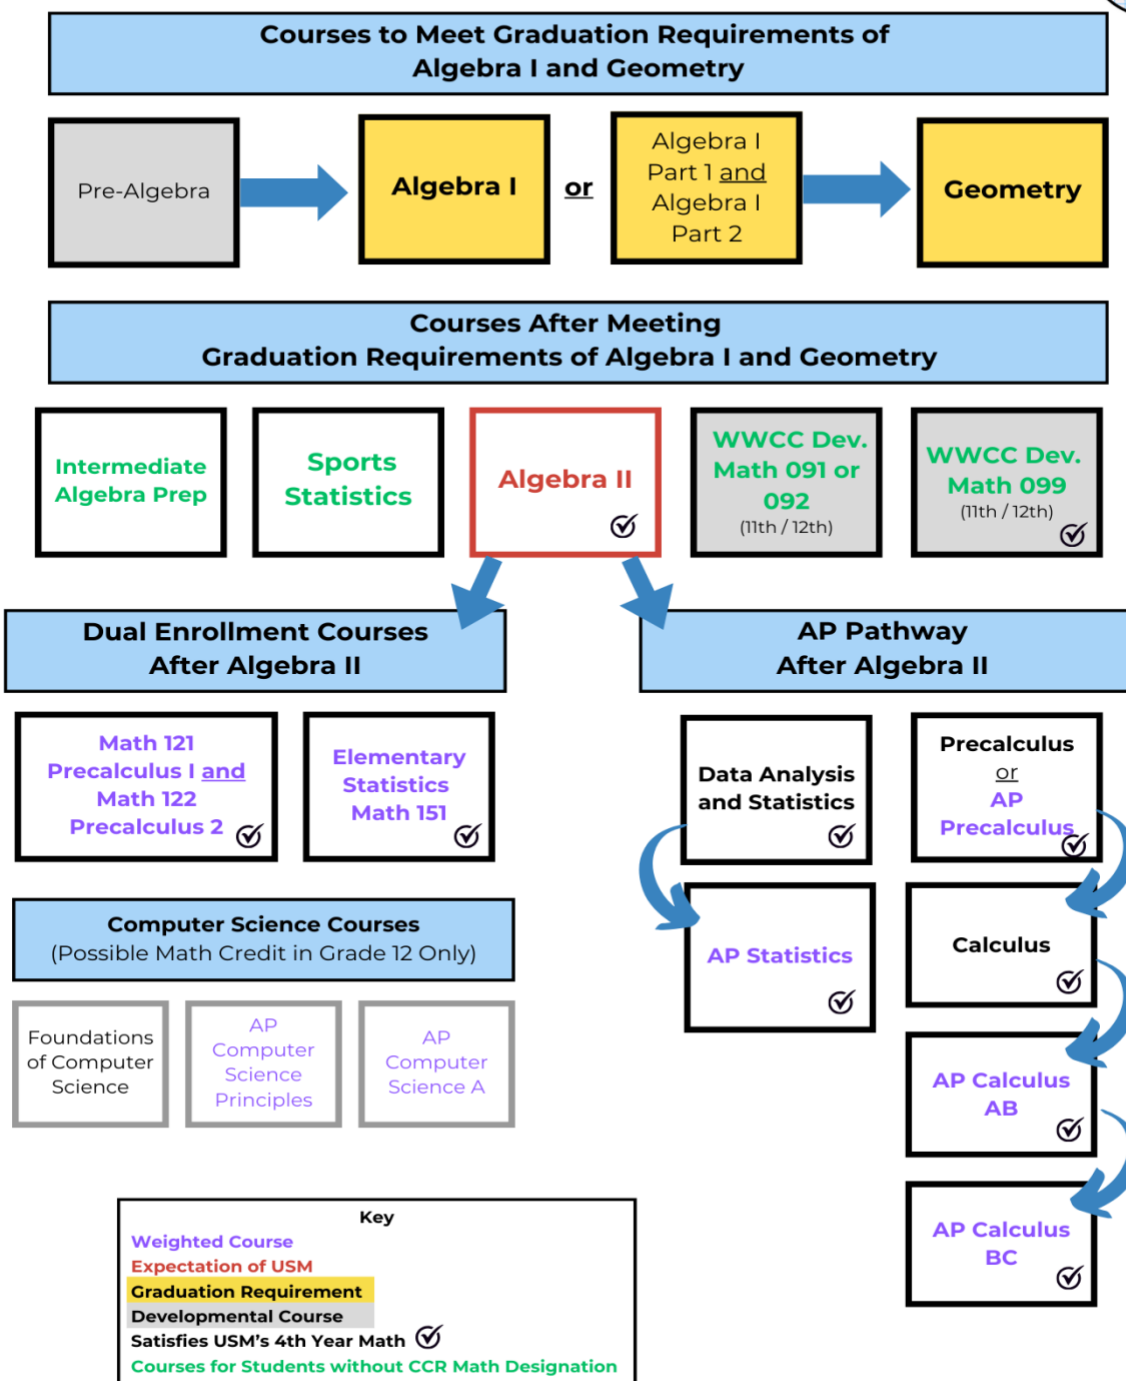 Courses to Meet Graduation Requirements of
Algebra I and Geometry
Pre-Algebra
Algebra I
or
Algebra I
Part 1 and
Algebra I
Part 2
Geometry
Courses After Meeting
Graduation Requirements of Algebra I and Geometry
Intermediate
Algebra Prep
Sports
Statistics
Algebra II
WWCC Dev.
Math 091 or
092
(11th / 12th)
WWCC Dev.
Math 099
(11th / 12th)
Dual Enrollment Courses
After Algebra II
Math 121
Precalculus I and
Math 122
Precalculus 2
Elementary
Statistics
Math 151
Computer Science Courses
(Possible Math Credit in Grade 12 Only)
Foundations
of Computer
Science
AP
Computer
Science
Principles
AP
Computer
Science A
AP Pathway
After Algebra II
Data Analysis
and Statistics
AP Statistics
Precalculus
or
AP
Precalculus
Calculus
AP Calculus
AB
AP Calculus
BC
Key
Weighted Course
Expectation of USM
Graduation Requirement
Developmental Course
Satisfies USM's 4th Year Math
Courses for Students without CCR Math Designation